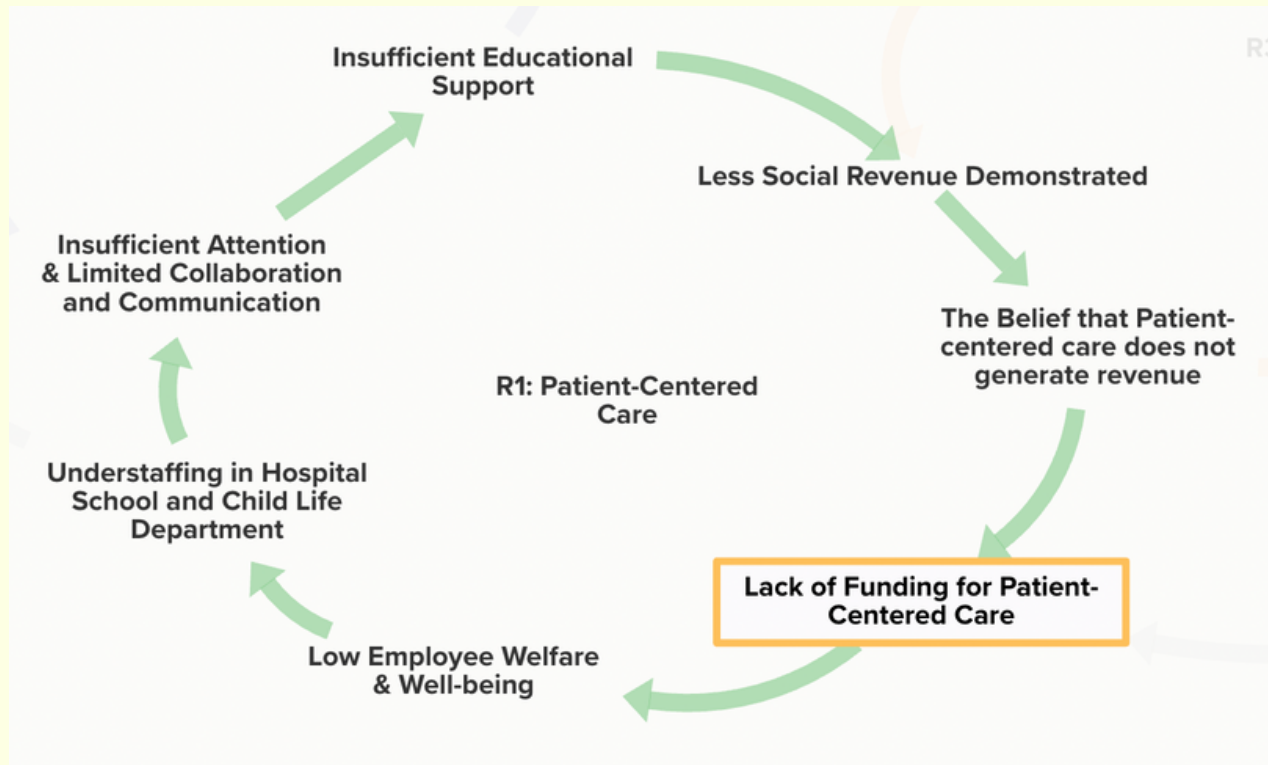 Insufficient Educational
Support
Less Social Revenue Demonstrated
The Belief that Patient-
centered care does not
generate revenue
Lack of Funding for Patient-
Centered Care
Low Employee Welfare
& Well-being
Understaffing in Hospital
School and Child Life
Department
Insufficient Attention
& Limited Collaboration
and Communication
R1: Patient-Centered
Care